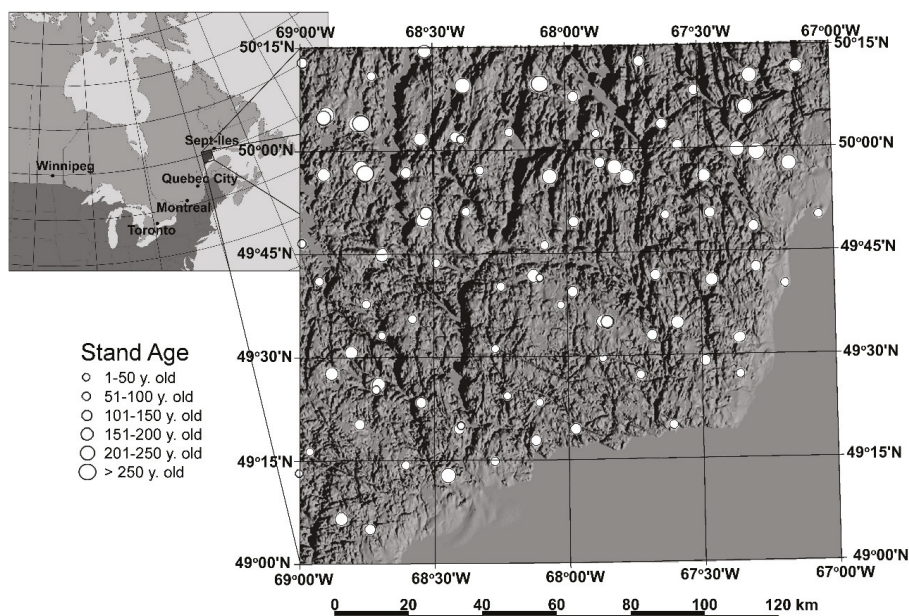 69°00'W 68°30'W 68°00'W 67°30'W 67°00'W
50°15'N 50°15'N
Sept-Iles
50°00'N 50°00'N
Winnipeg
Quebec City
Montreal
Toronto
49°45'N 49°45'N
Stand Age
1-50 y. old
51-100 y. old
101-150 y. old
151-200 y. old
201-250 y. old
> 250 y. old
49°30'N 49°30'N
49°15'N 49°15'N
49°00'N 49°00'N
69°00'W 68°30'W 68°00'W 67°30'W 67°00'W
0 20 40 60 80 100 120 km